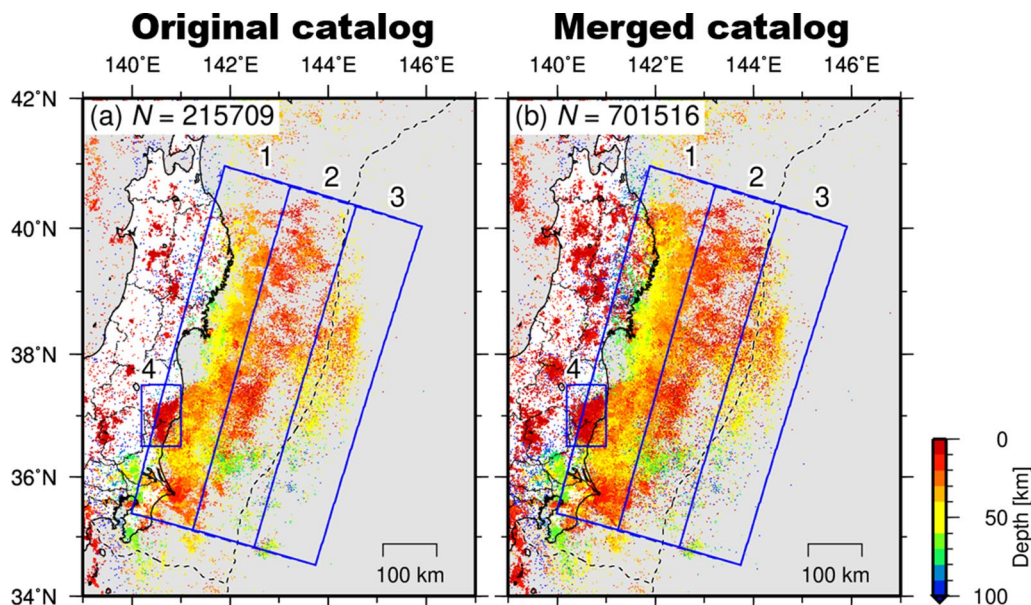 Original catalog
Merged catalog
140°E 142°E 144°E 146°E
140°E 142°E 144°E 146°E
42°N
40°N
38°N
36°N
34°N
(a) N = 215709
1
2
3
4
100 km
(b) N = 701516
1
2
3
4
100 km
0
50
100
Depth [km]